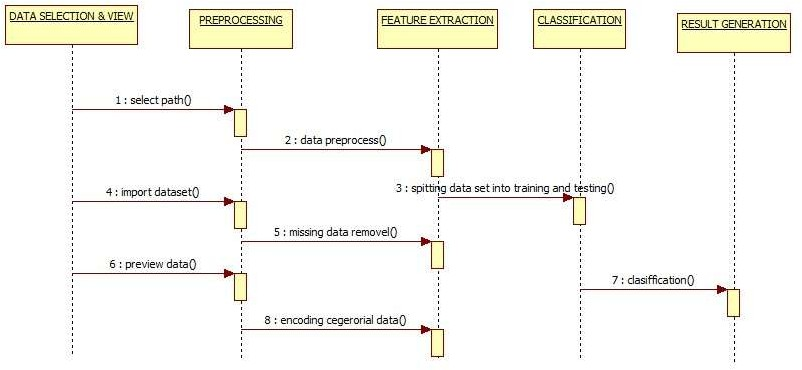 DATA SELECTION & VIEW
PREPROCESSING
FEATURE EXTRACTION
CLASSIFICATION
RESULT GENERATION
1 : select path()
2 : data preprocess()
3 : spitting data set into training and testing()
4 : import dataset()
5 : missing data removel()
6 : preview data()
7 : clasiffication()
8 : encoding cegerorial data()